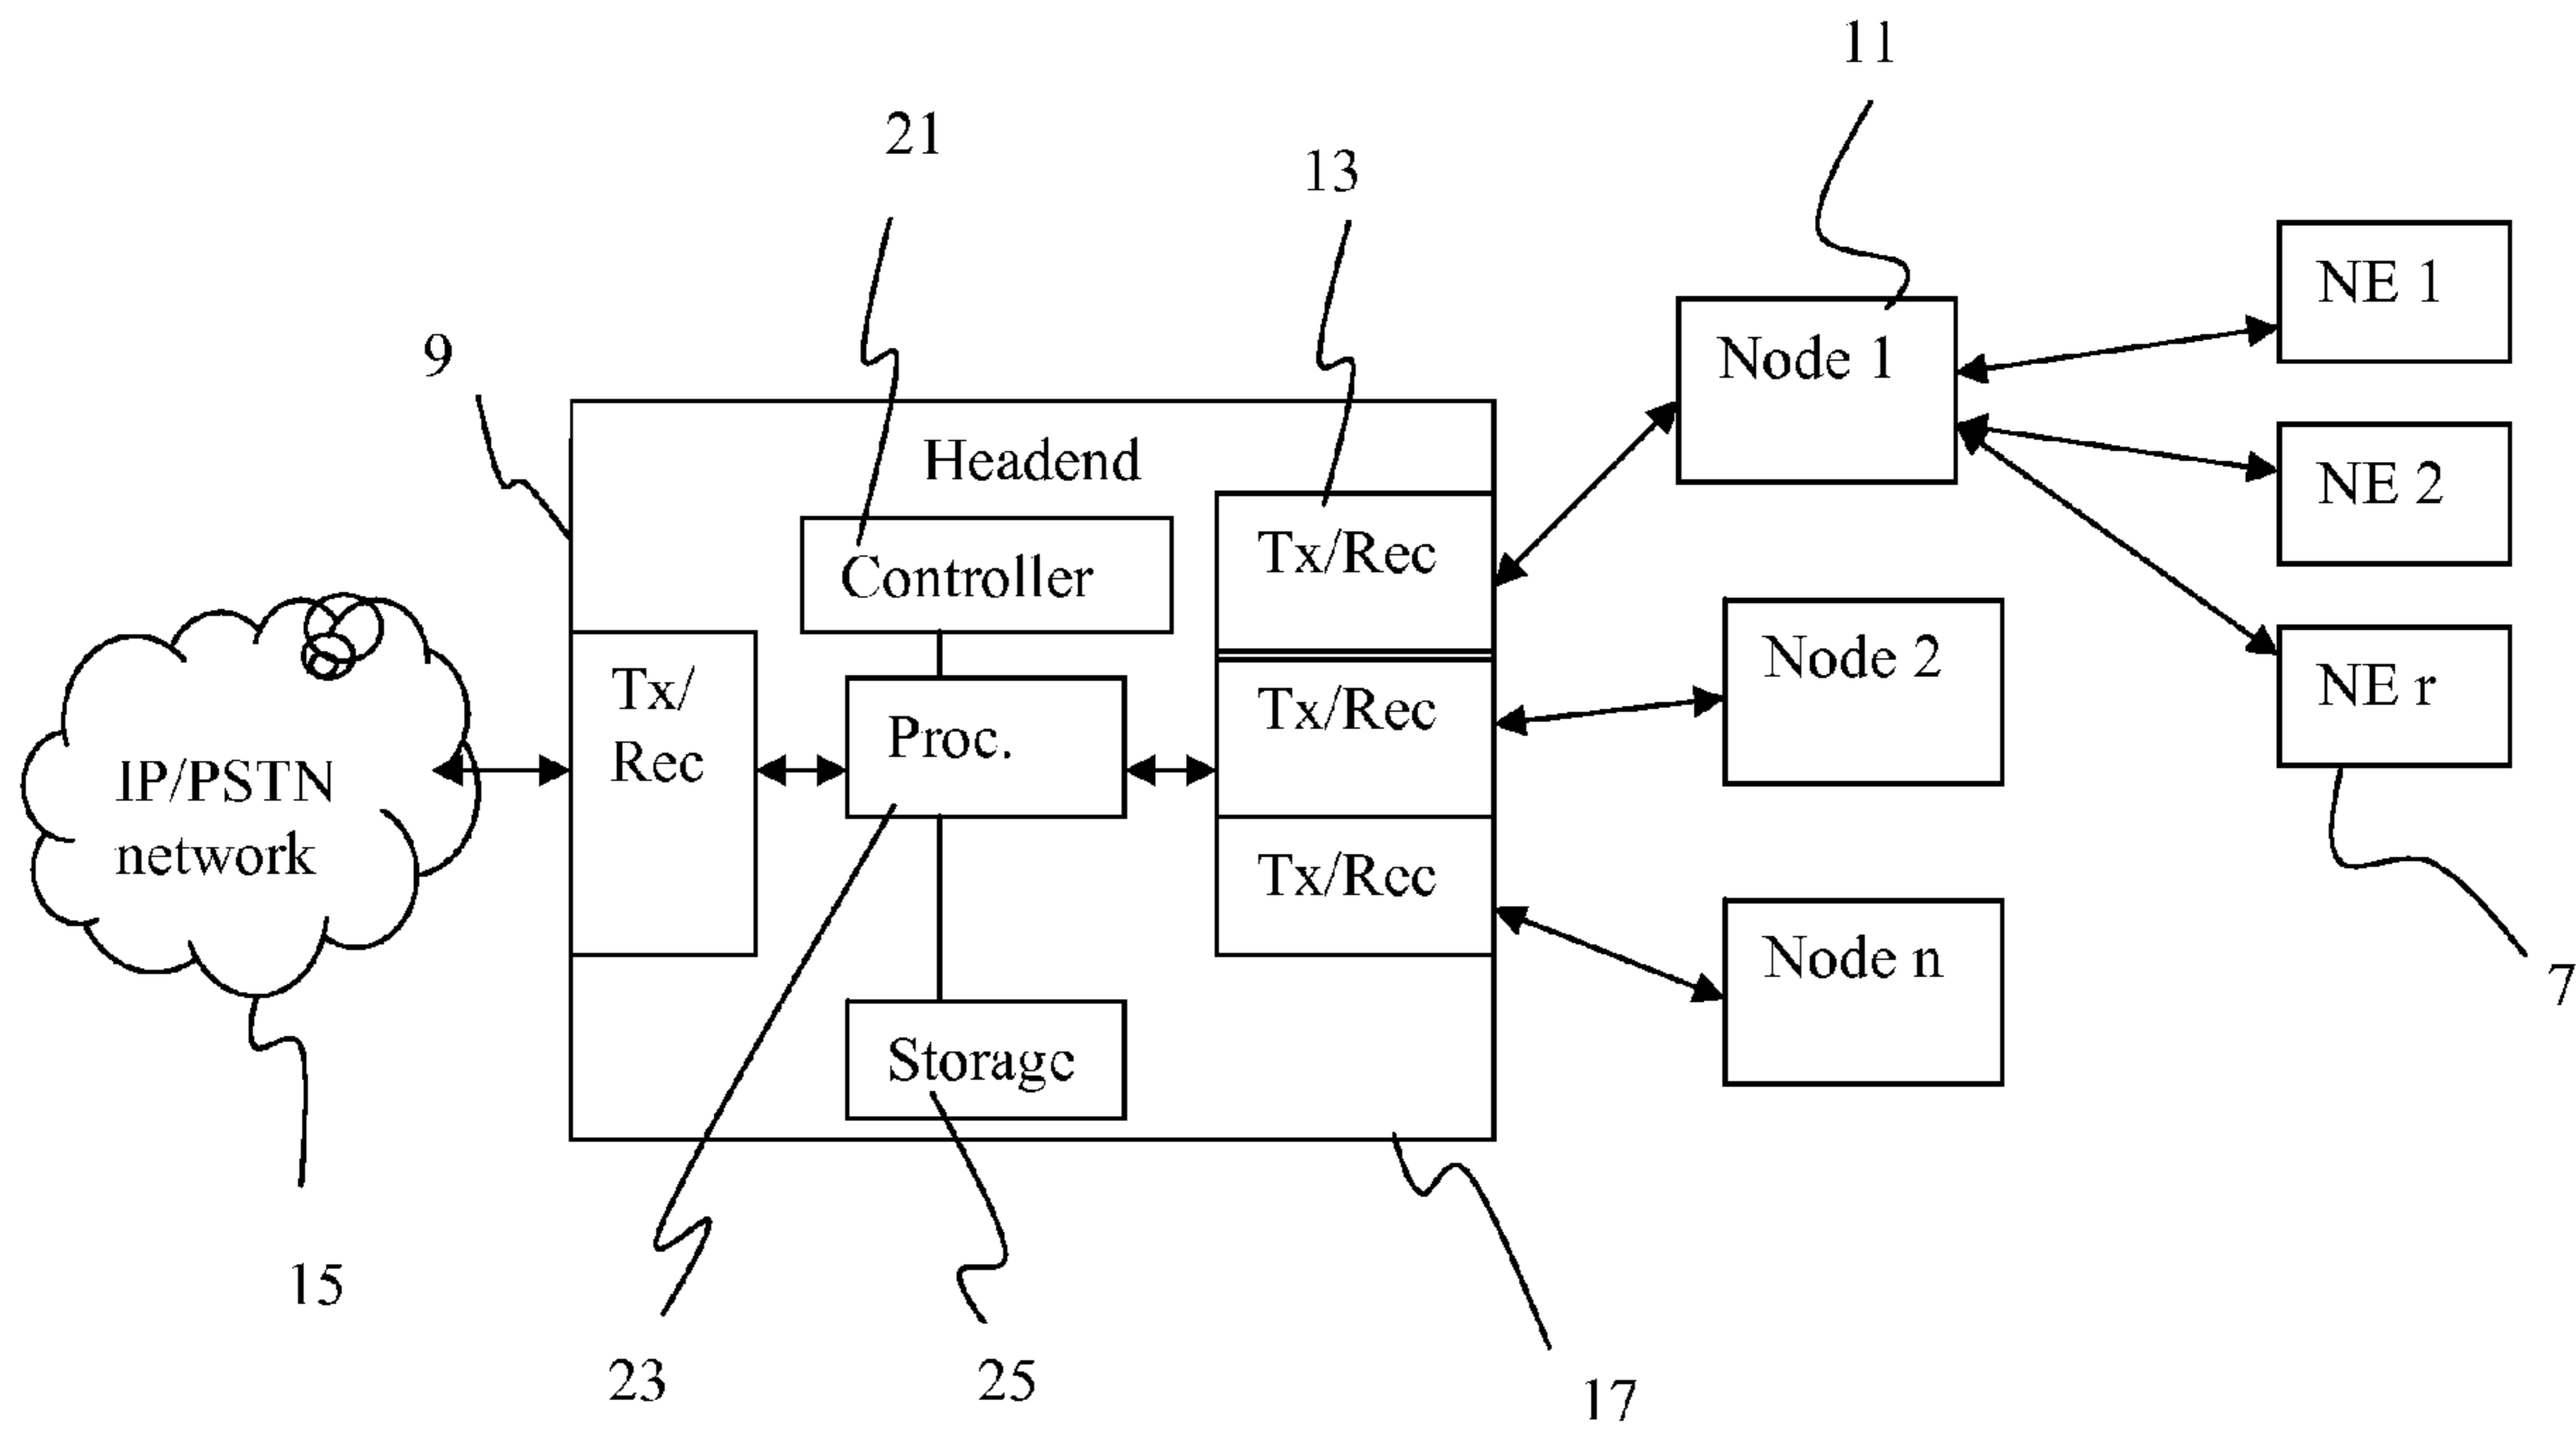 11
21
13
NE 1
9
Node 1
Headend
NE 2
Tx/Rec
Controller
Node 2
NE r
Tx/
Rec
Proc.
Tx/Rec
IP/PSTN
network
Tx/Rec
Node n
7
Storage
15
23
25
17